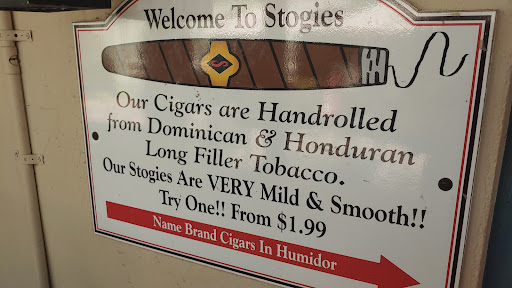 Welcome To Stogies
S
Our Cigars are Handrolled
from Dominican & Honduran
Long Filler Tobacco.
Our Stogies Are VERY Mild & Smooth!!
Try One!! From $1.99
Name Brand Cigars In Humidor